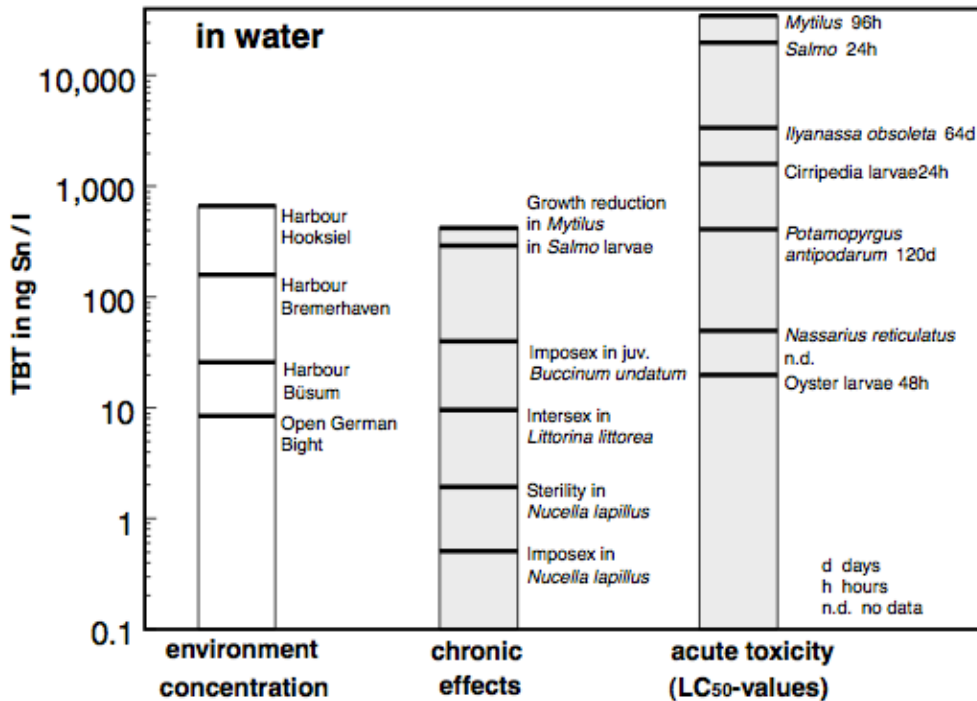 in water
TBT in ng Sn / l
10,000
1,000
100
10
1
0.1
Harbour
Hooksiel
Harbour
Bremerhaven
Harbour
Büsum
Open German
Bight
environment
concentration
Growth reduction
in Mytilus
in Salmo larvae
Imposex in juv.
Buccinum undatum
Intersex in
Littorina littorea
Sterility in
Nucella lapillus
Imposex in
Nucella lapillus
chronic
effects
Mytilus 96h
Salmo 24h
Ilyanassa obsoleta 64d
Cirripedia larvae24h
Potamopyrgus
antipodarum 120d
Nassarius reticulatus
n.d.
Oyster larvae 48h
d days
h hours
n.d. no data
acute toxicity
(LC50-values)